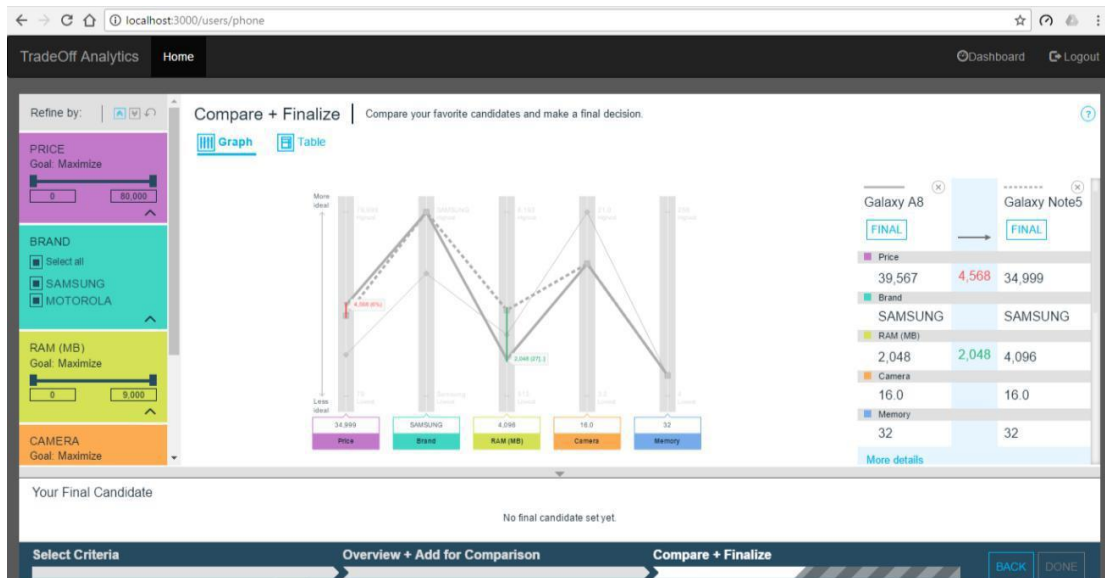 localhost:3000/users/phone
TradeOff Analytics Home Dashboard Logout
Refine by:
PRICE
Goal: Maximize
0 80,000
BRAND
Select all
SAMSUNG
MOTOROLA
RAM (MB)
Goal: Maximize
0 9,000
CAMERA
Goal: Maximize
Compare + Finalize Compare your favorite candidates and make a final decision.
?
Graph Table
More
ideal
Less
ideal
34,999 SAMSUNG 4,096 16.0 32
Price Brand RAM (MB) Camera Memory
Galaxy A8 Galaxy Note5
FINAL FINAL
Price
39,567 4,568 34,999
Brand
SAMSUNG SAMSUNG
RAM (MB)
2,048 2,048 4,096
Camera
16.0 16.0
Memory
32 32
More details
Your Final Candidate
No final candidate set yet.
Select Criteria Overview + Add for Comparison Compare + Finalize
BACK DONE